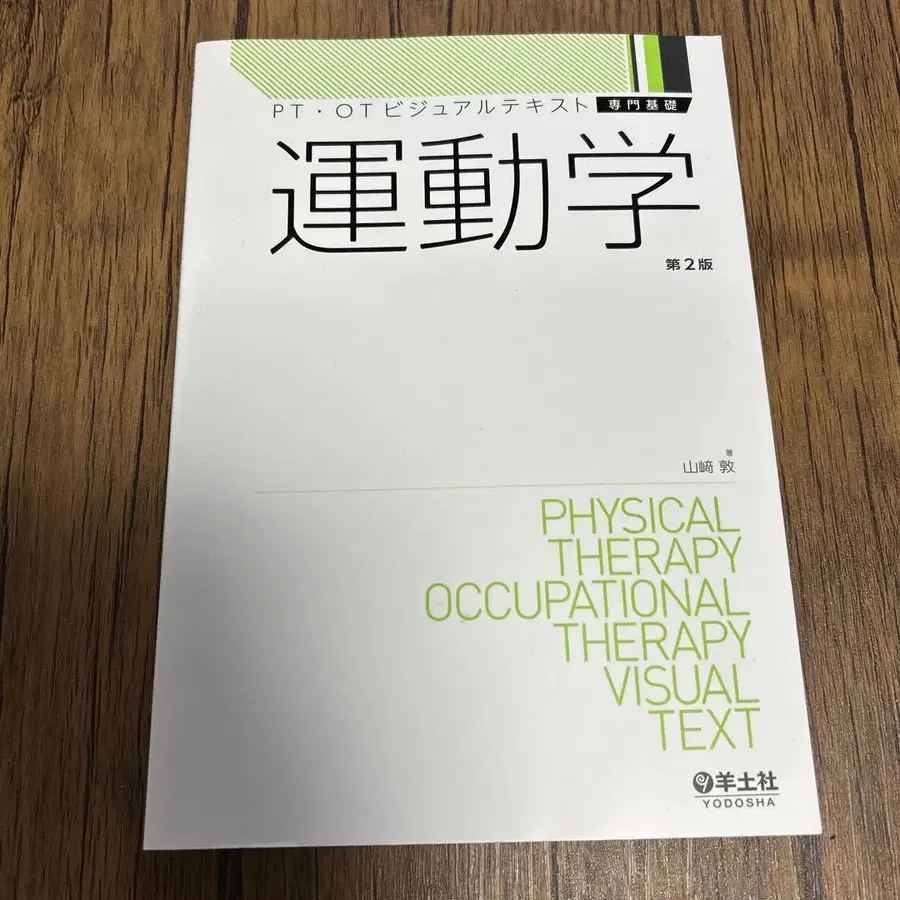 PT・OTビジュアルテキスト 専門基礎
運動学
第2版
著
山﨑 敦
PHYSICAL
THERAPY
OCCUPATIONAL
THERAPY
VISUAL
TEXT
羊土社
YODOSHA